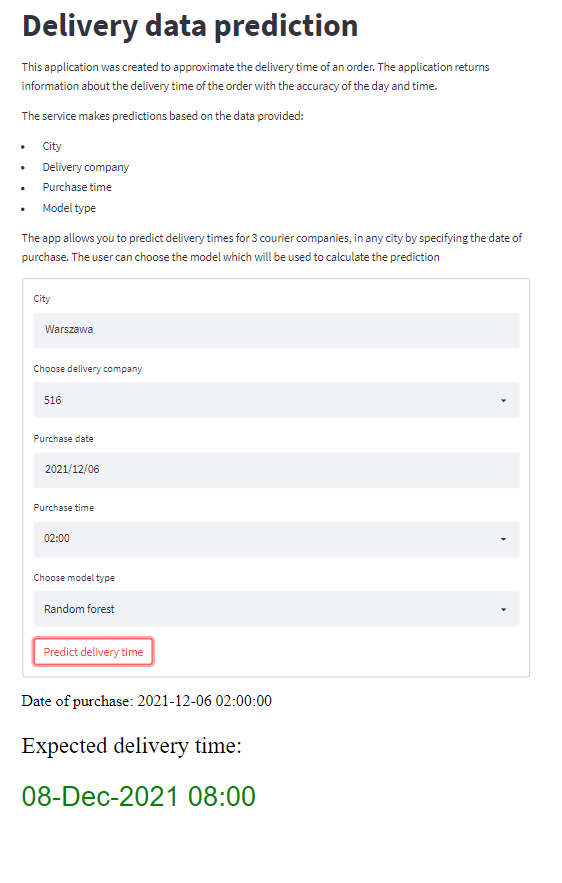 Delivery data prediction
This application was created to approximate the delivery time of an order. The application returns
information about the delivery time of the order with the accuracy of the day and time.
The service makes predictions based on the data provided:
• City
• Delivery company
• Purchase time
• Model type
The app allows you to predict delivery times for 3 courier companies, in any city by specifying the date of
purchase. The user can choose the model which will be used to calculate the prediction
City
Warszawa
Choose delivery company
516
Purchase date
2021/12/06
Purchase time
02:00
Choose model type
Random forest
Predict delivery time
Date of purchase: 2021-12-06 02:00:00
Expected delivery time:
08-Dec-2021 08:00